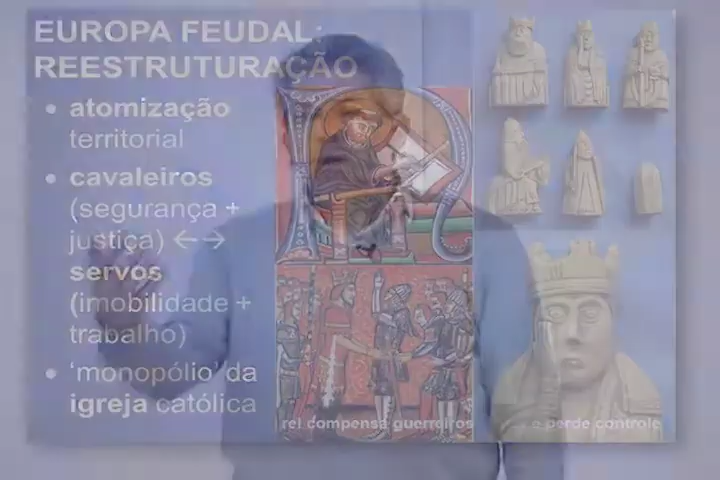 EUROPA FEUDAL:
REESTRUTURAÇÃO
• atomização
territorial
• cavaleiros
(segurança +
justiça) ←→
servos
(imobilidade +
trabalho)
• 'monopólio' da
igreja católica
rei compensa guerreiros
e perde controle